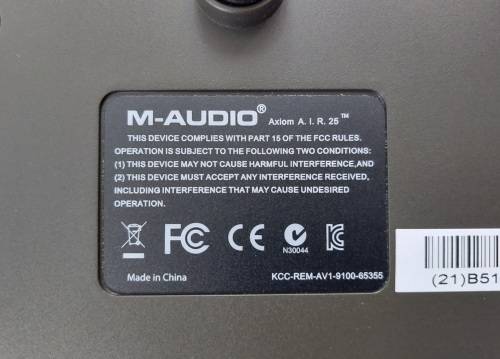 M-AUDIO® Axiom A. I. R. 25™
THIS DEVICE COMPLIES WITH PART 15 OF THE FCC RULES.
OPERATION IS SUBJECT TO THE FOLLOWING TWO CONDITIONS:
(1) THIS DEVICE MAY NOT CAUSE HARMFUL INTERFERENCE,AND
(2) THIS DEVICE MUST ACCEPT ANY INTERFERENCE RECEIVED,
INCLUDING INTERFERENCE THAT MAY CAUSE UNDESIRED
OPERATION.
FC CE
N30044
Made in China KCC-REM-AV1-9100-65355
(21)B51